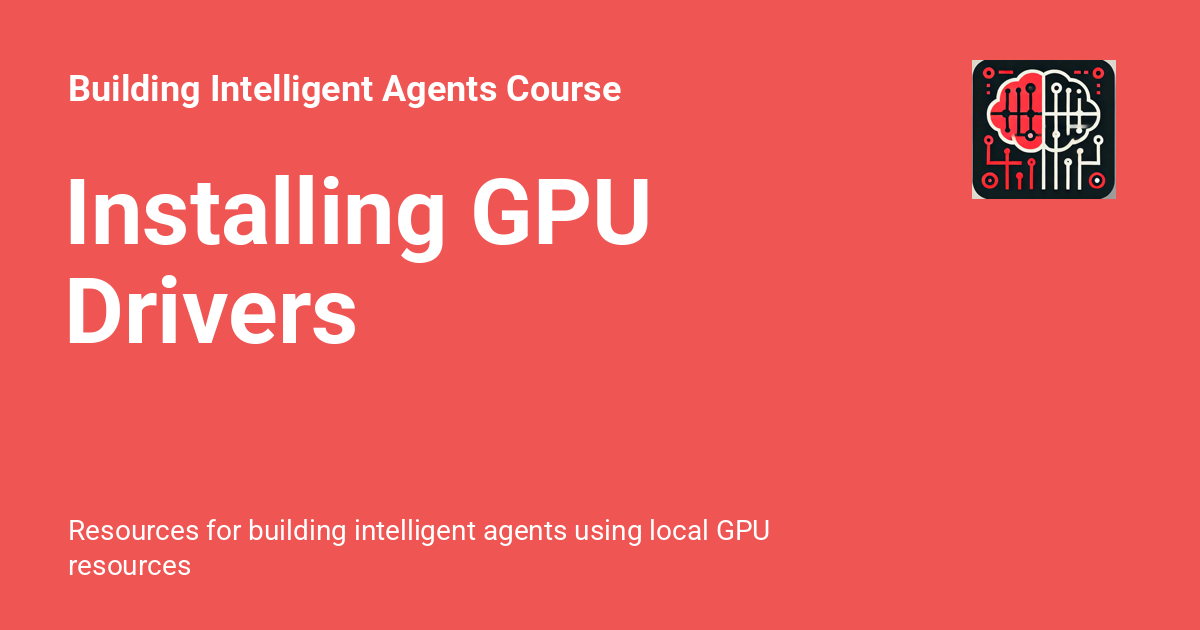 Building Intelligent Agents Course
Installing GPU
Drivers
Resources for building intelligent agents using local GPU
resources